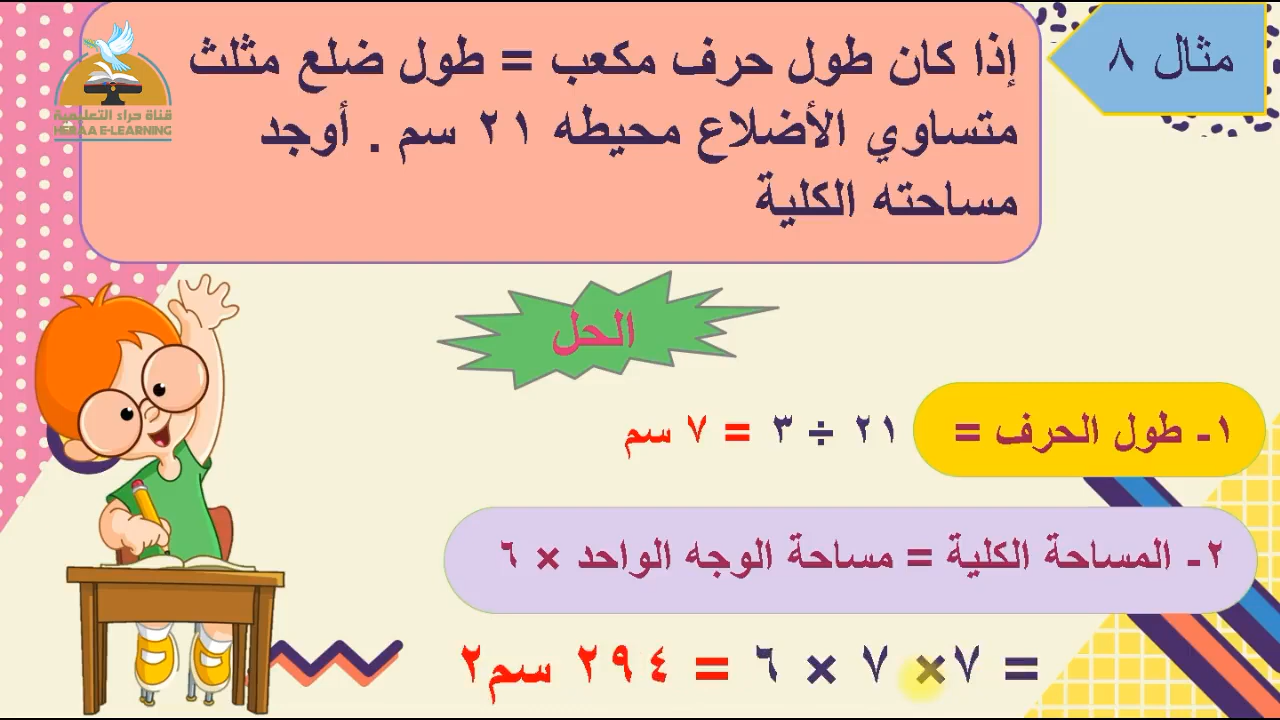 مثال ٨
إذا كان طول حرف مكعب = طول ضلع مثلث
متساوي الأضلاع محيطه ٢١ سم . أوجد
مساحته الكلية
قناة حراء التعليمية
HERAA E-LEARNING
الحل
١- طول الحرف = ٢١ ÷ ٣ = ٧ سم
٢- المساحة الكلية = مساحة الوجه الواحد × ٦
= ٧× ٧ × ٦ = ٢٩٤ سم٢